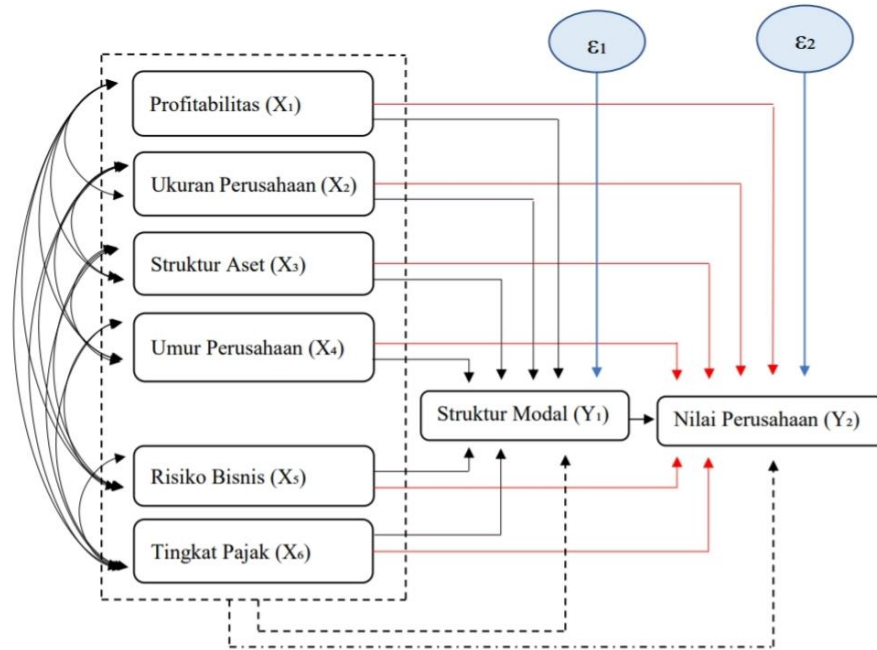 ε₁
ε₂
Profitabilitas (X₁)
Ukuran Perusahaan (X₂)
Struktur Aset (X₃)
Umur Perusahaan (X₄)
Struktur Modal (Y₁)
Nilai Perusahaan (Y₂)
Risiko Bisnis (X₅)
Tingkat Pajak (X₆)